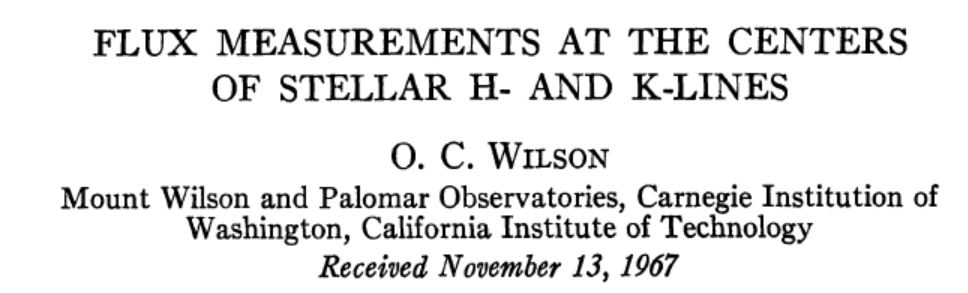 FLUX MEASUREMENTS AT THE CENTERS
OF STELLAR H- AND K-LINES
O. C. WILSON
Mount Wilson and Palomar Observatories, Carnegie Institution of
Washington, California Institute of Technology
Received November 13, 1967